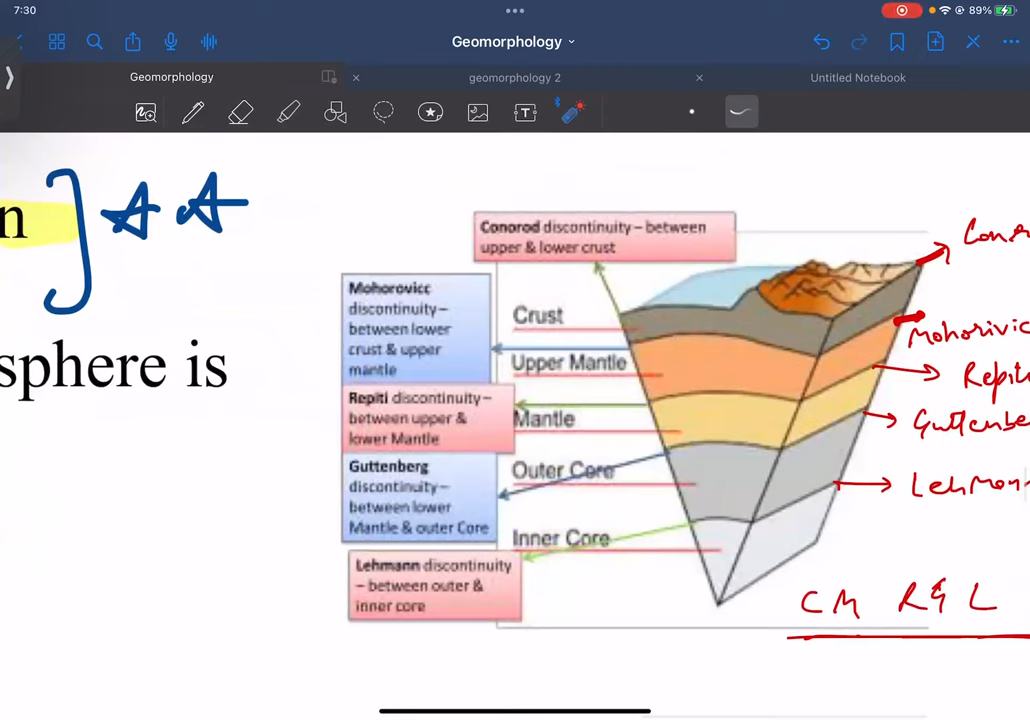 7:30
89%
Geomorphology
Geomorphology
geomorphology 2
Untitled Notebook
n
sphere is
Conorod discontinuity – between
upper & lower crust
Mohorovicc
discontinuity–
between lower
crust & upper
mantle
Repiti discontinuity–
between upper &
lower Mantle
Guttenberg
discontinuity–
between lower
Mantle & outer Core
Lehmann discontinuity
– between outer &
inner core
Crust
Upper Mantle
Mantle
Outer Core
Inner Core
Mohorivic
Repiti
Guttenbe
C M R G L